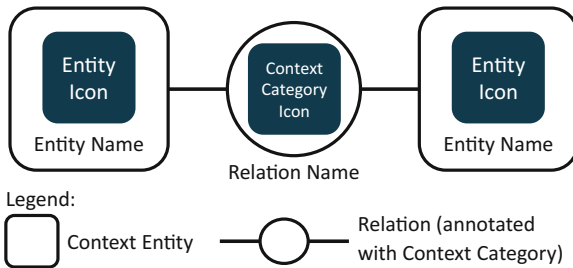 Entity
Icon
Entity Name
Context
Category
Icon
Relation Name
Entity
Icon
Entity Name
Legend:
Context Entity
Relation (annotated
with Context Category)